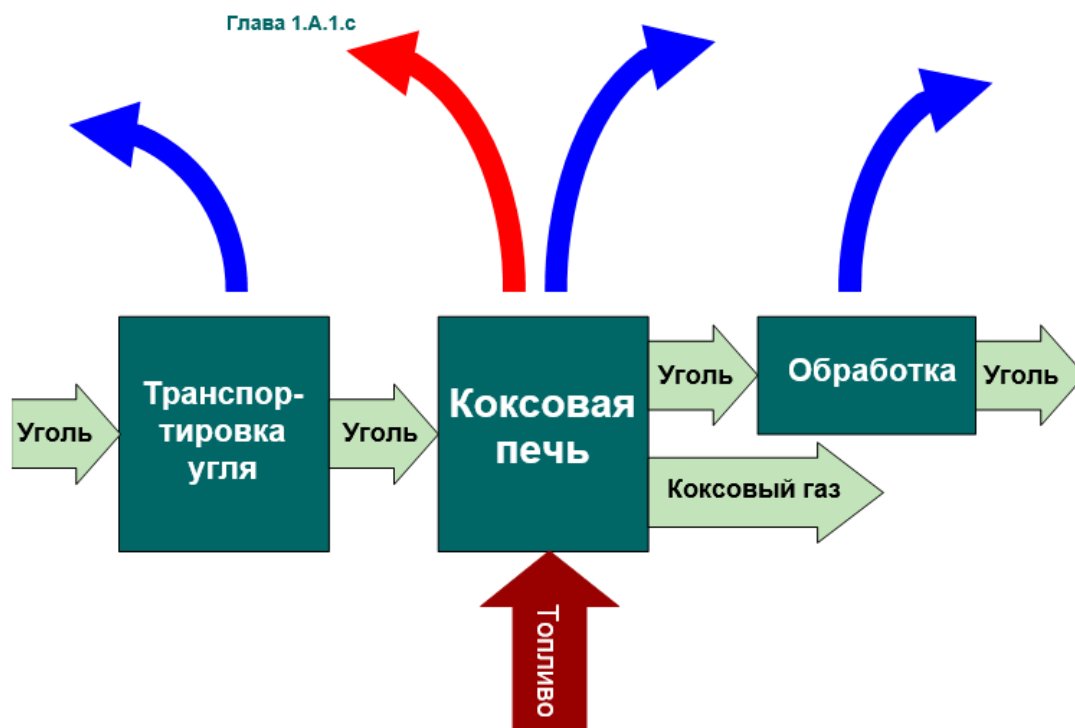 Глава 1.А.1.c
Уголь
Транспор-
тировка
угля
Уголь
Коксовая
печь
Уголь
Обработка
Уголь
Коксовый газ
Топливо